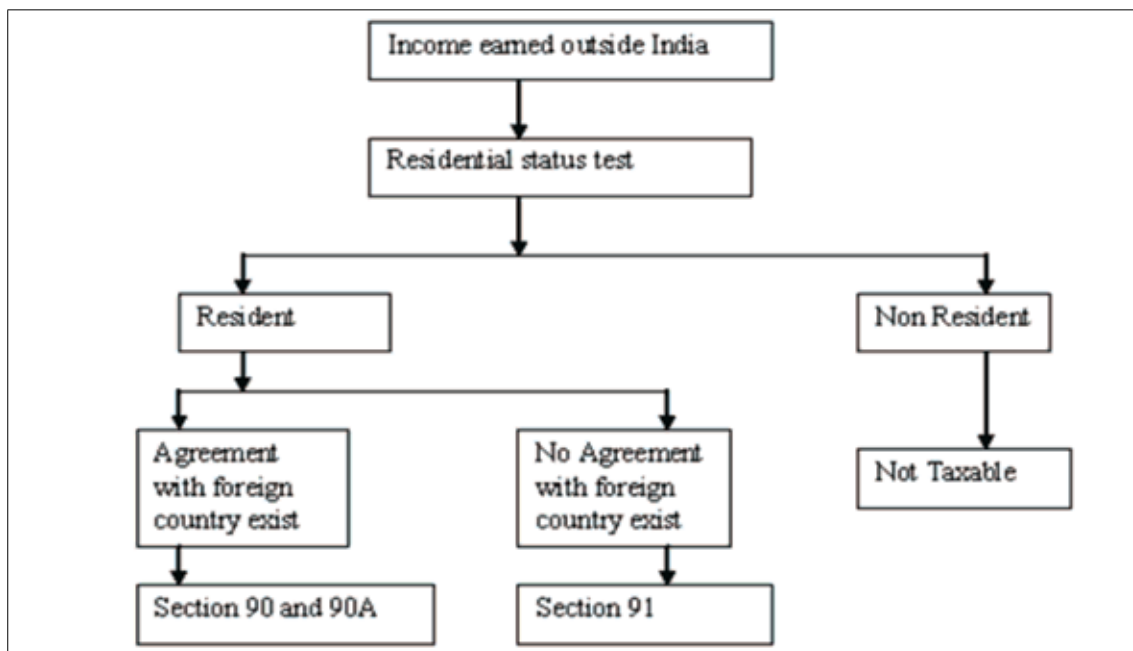 Income earned outside India
Residential status test
Resident
Non Resident
Agreement
with foreign
country exist
No Agreement
with foreign
country exist
Not Taxable
Section 90 and 90A
Section 91